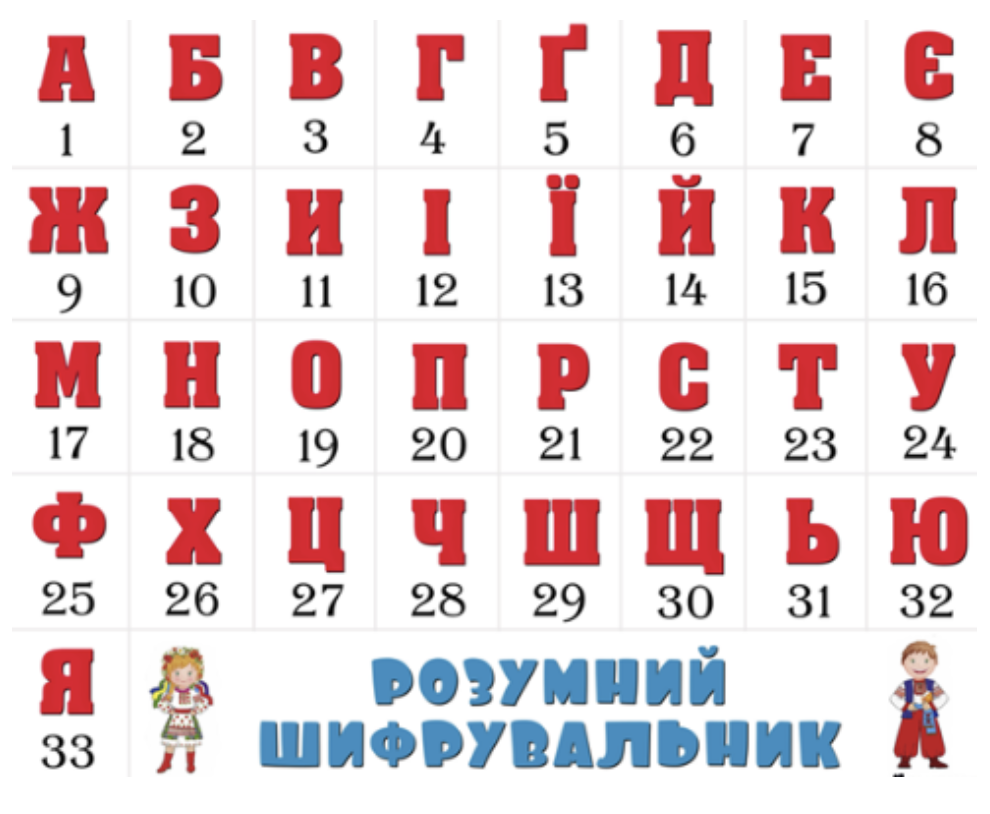 А Б В Г Ґ Д Е Є
1 2 3 4 5 6 7 8
Ж З И І Ї Й К Л
9 10 11 12 13 14 15 16
М Н О П Р С Т У
17 18 19 20 21 22 23 24
Ф Х Ц Ч Ш Щ Ь Ю
25 26 27 28 29 30 31 32
Я
33
РОЗУМНИЙ
ШИФРУВАЛЬНИК